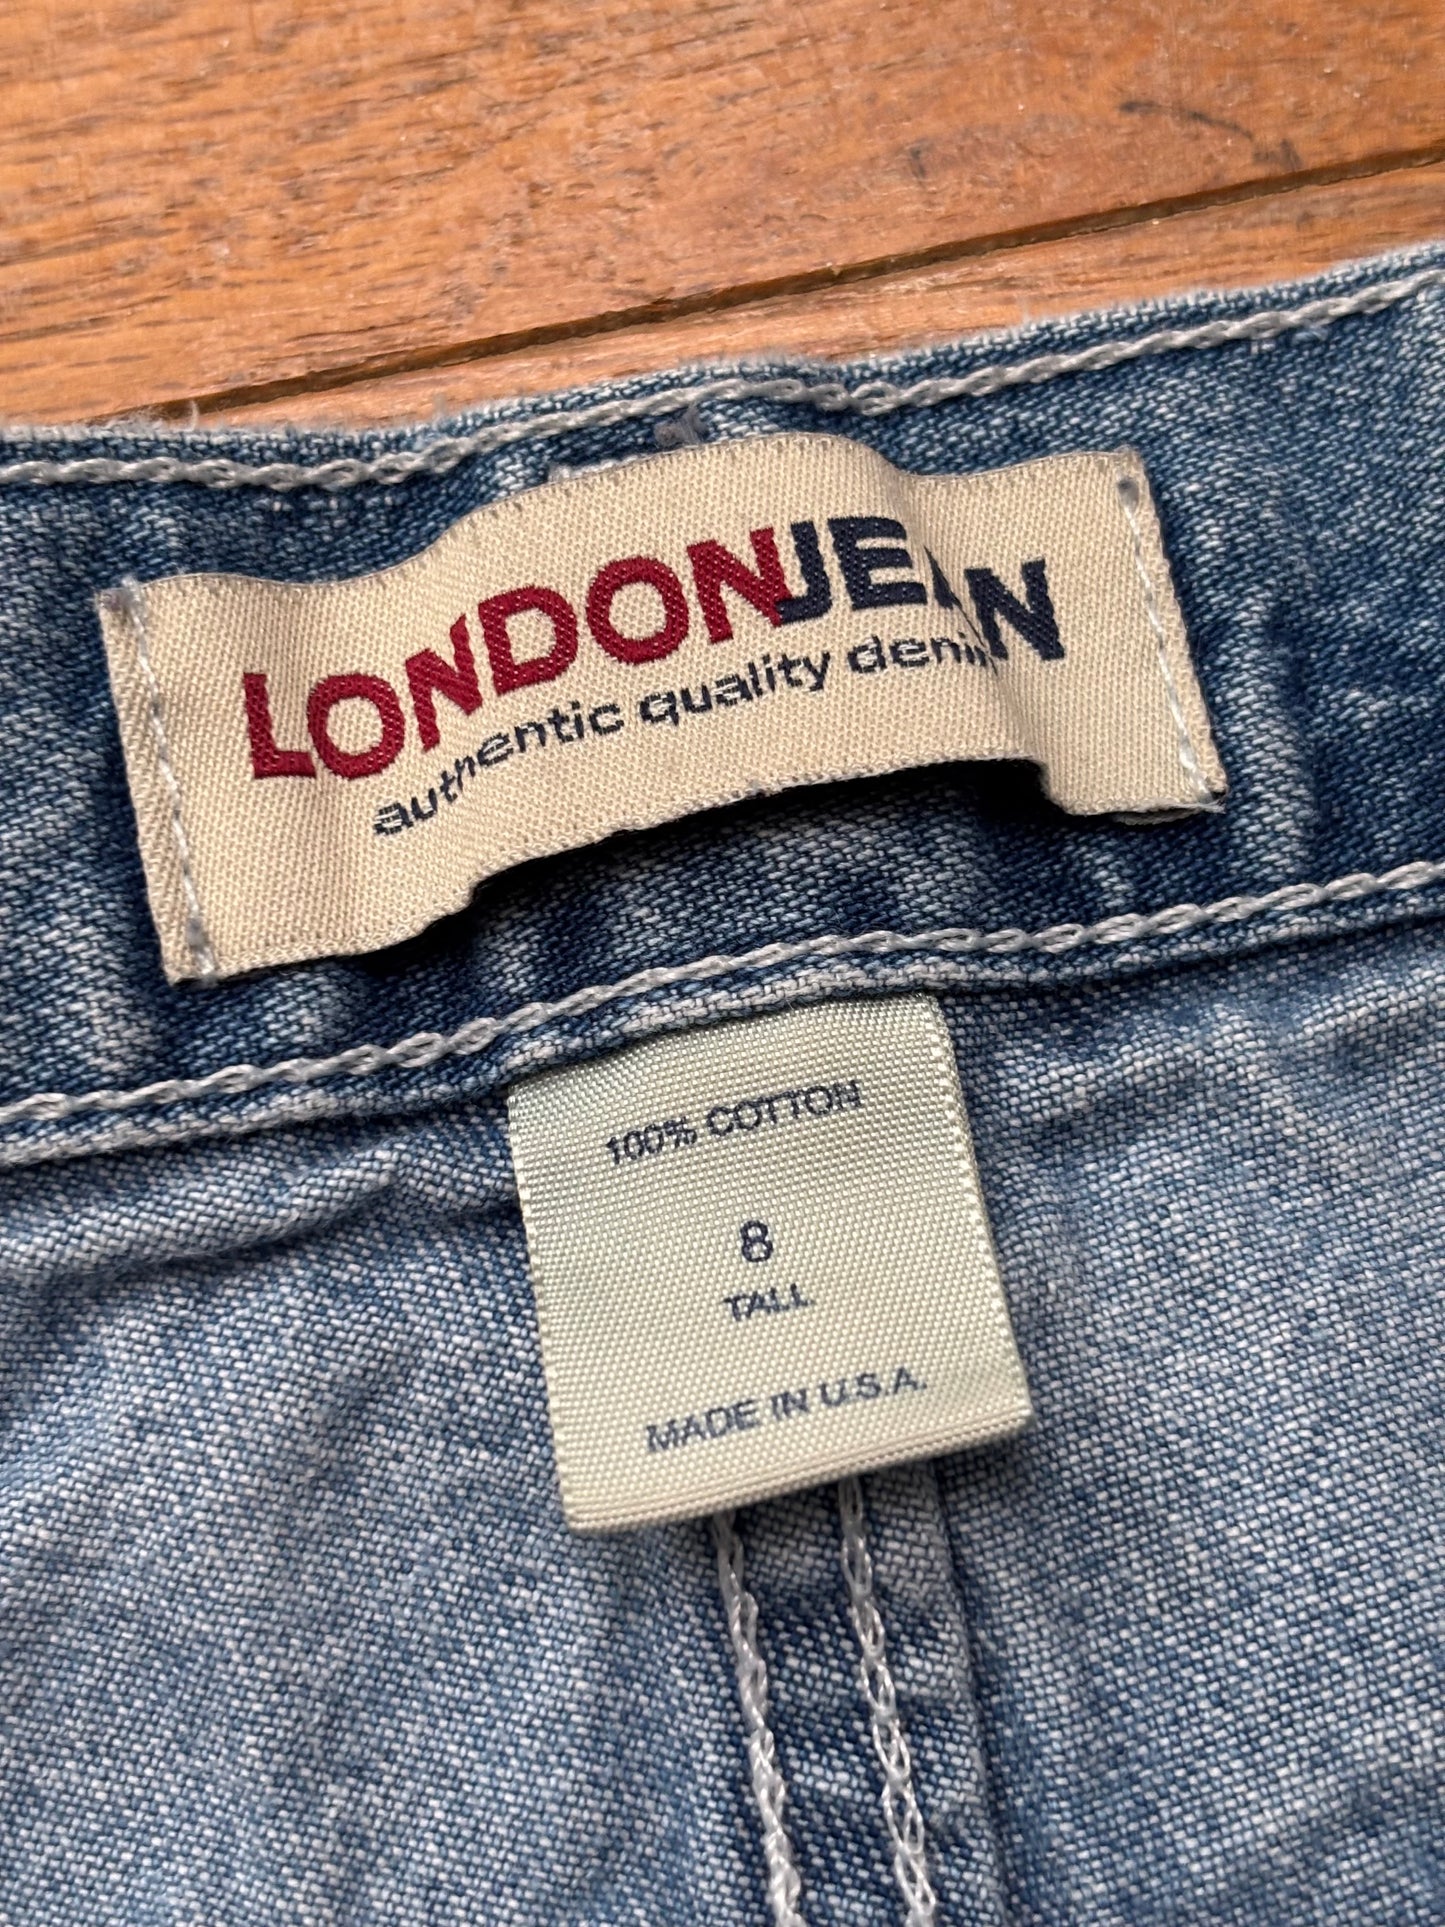 LONDONJEAN
authentic quality denim
100% COTTON
8
TALL
MADE IN U.S.A.